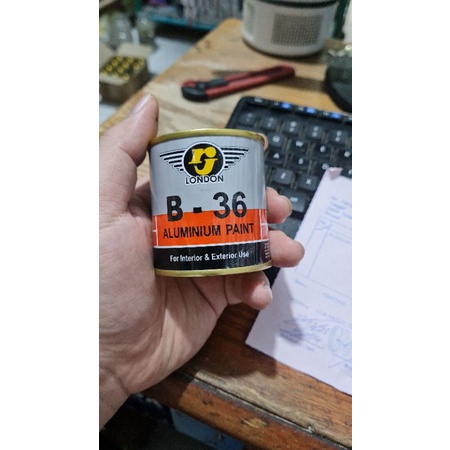 rj
LONDON
B - 36
ALUMINIUM PAINT
For Interior & Exterior Use